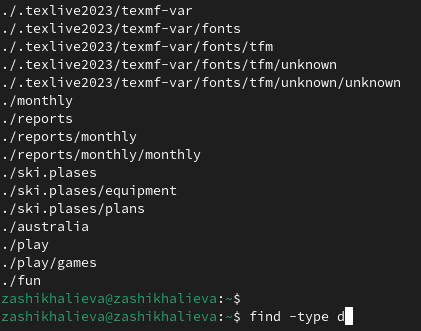 ./.texlive2023/texmf-var
./.texlive2023/texmf-var/fonts
./.texlive2023/texmf-var/fonts/tfm
./.texlive2023/texmf-var/fonts/tfm/unknown
./.texlive2023/texmf-var/fonts/tfm/unknown/unknown
./monthly
./reports
./reports/monthly
./reports/monthly/monthly
./ski.plases
./ski.plases/equipment
./ski.plases/plans
./australia
./play
./play/games
./fun
zashikhalieva@zashikhalieva:~$
zashikhalieva@zashikhalieva:~$ find -type d